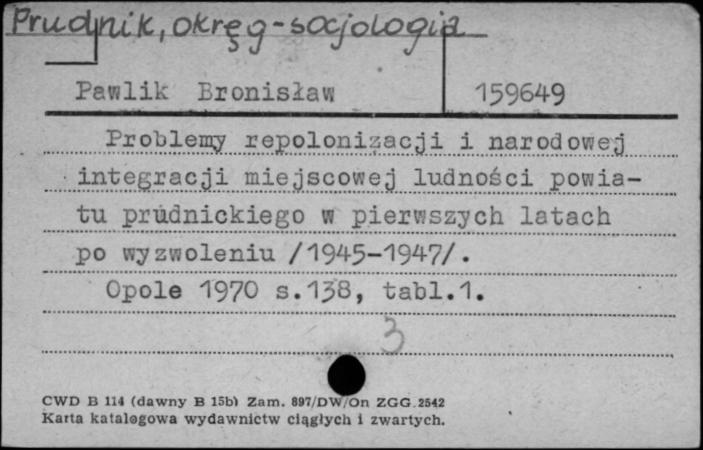 Prudnik, okręg-socjologia
Pawlik Bronisław 159649
Problemy repolonizacji i narodowej
integracji miejscowej ludności powia-
tu prudnickiego w pierwszych latach
po wyzwoleniu /1945-1947/.
Opole 1970 s.138, tabl.1.
3
CWD B 114 (dawny B 15b) Zam. 897/DW/On ZGG 2542
Karta katalogowa wydawnictw ciągłych i zwartych.